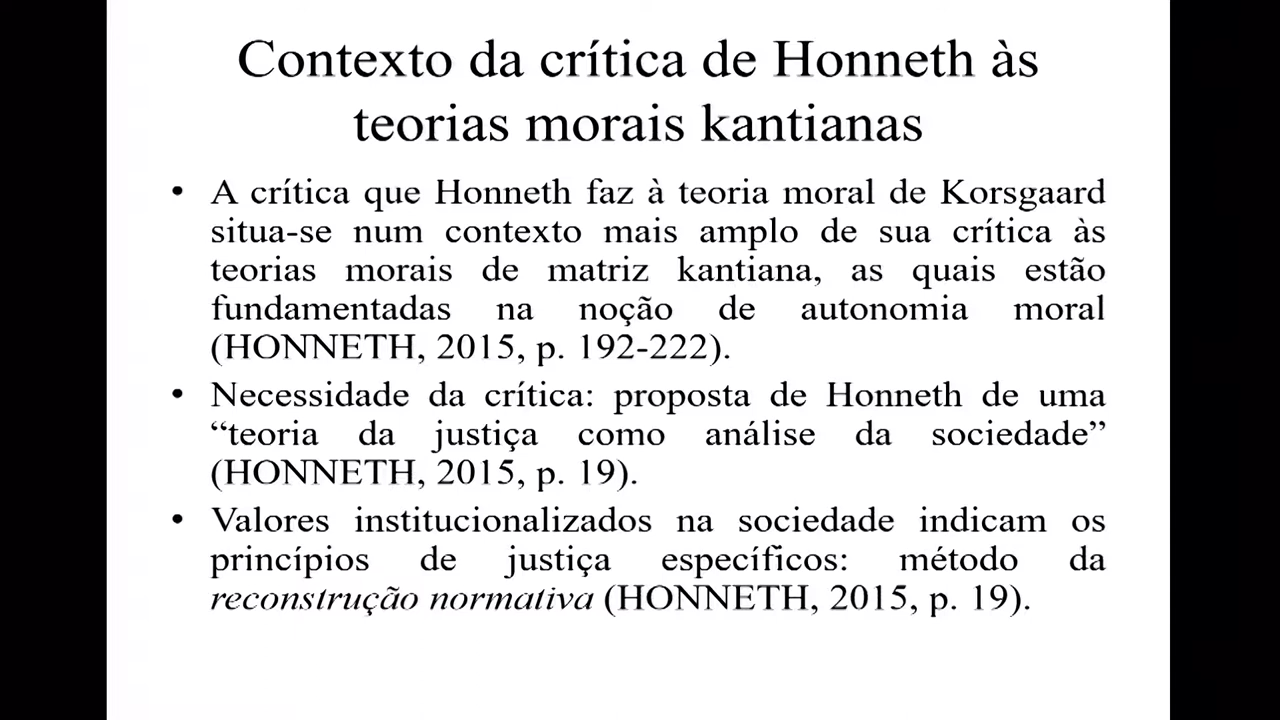 Contexto da crítica de Honneth às
teorias morais kantianas
• A crítica que Honneth faz à teoria moral de Korsgaard
situa-se num contexto mais amplo de sua crítica às
teorias morais de matriz kantiana, as quais estão
fundamentadas na noção de autonomia moral
(HONNETH, 2015, p. 192-222).
• Necessidade da crítica: proposta de Honneth de uma
“teoria da justiça como análise da sociedade”
(HONNETH, 2015, p. 19).
• Valores institucionalizados na sociedade indicam os
princípios de justiça específicos: método da
reconstrução normativa (HONNETH, 2015, p. 19).